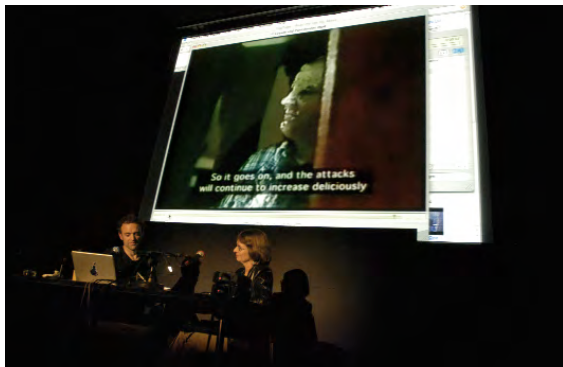 So it goes on, and the attacks
will continue to increase deliciously